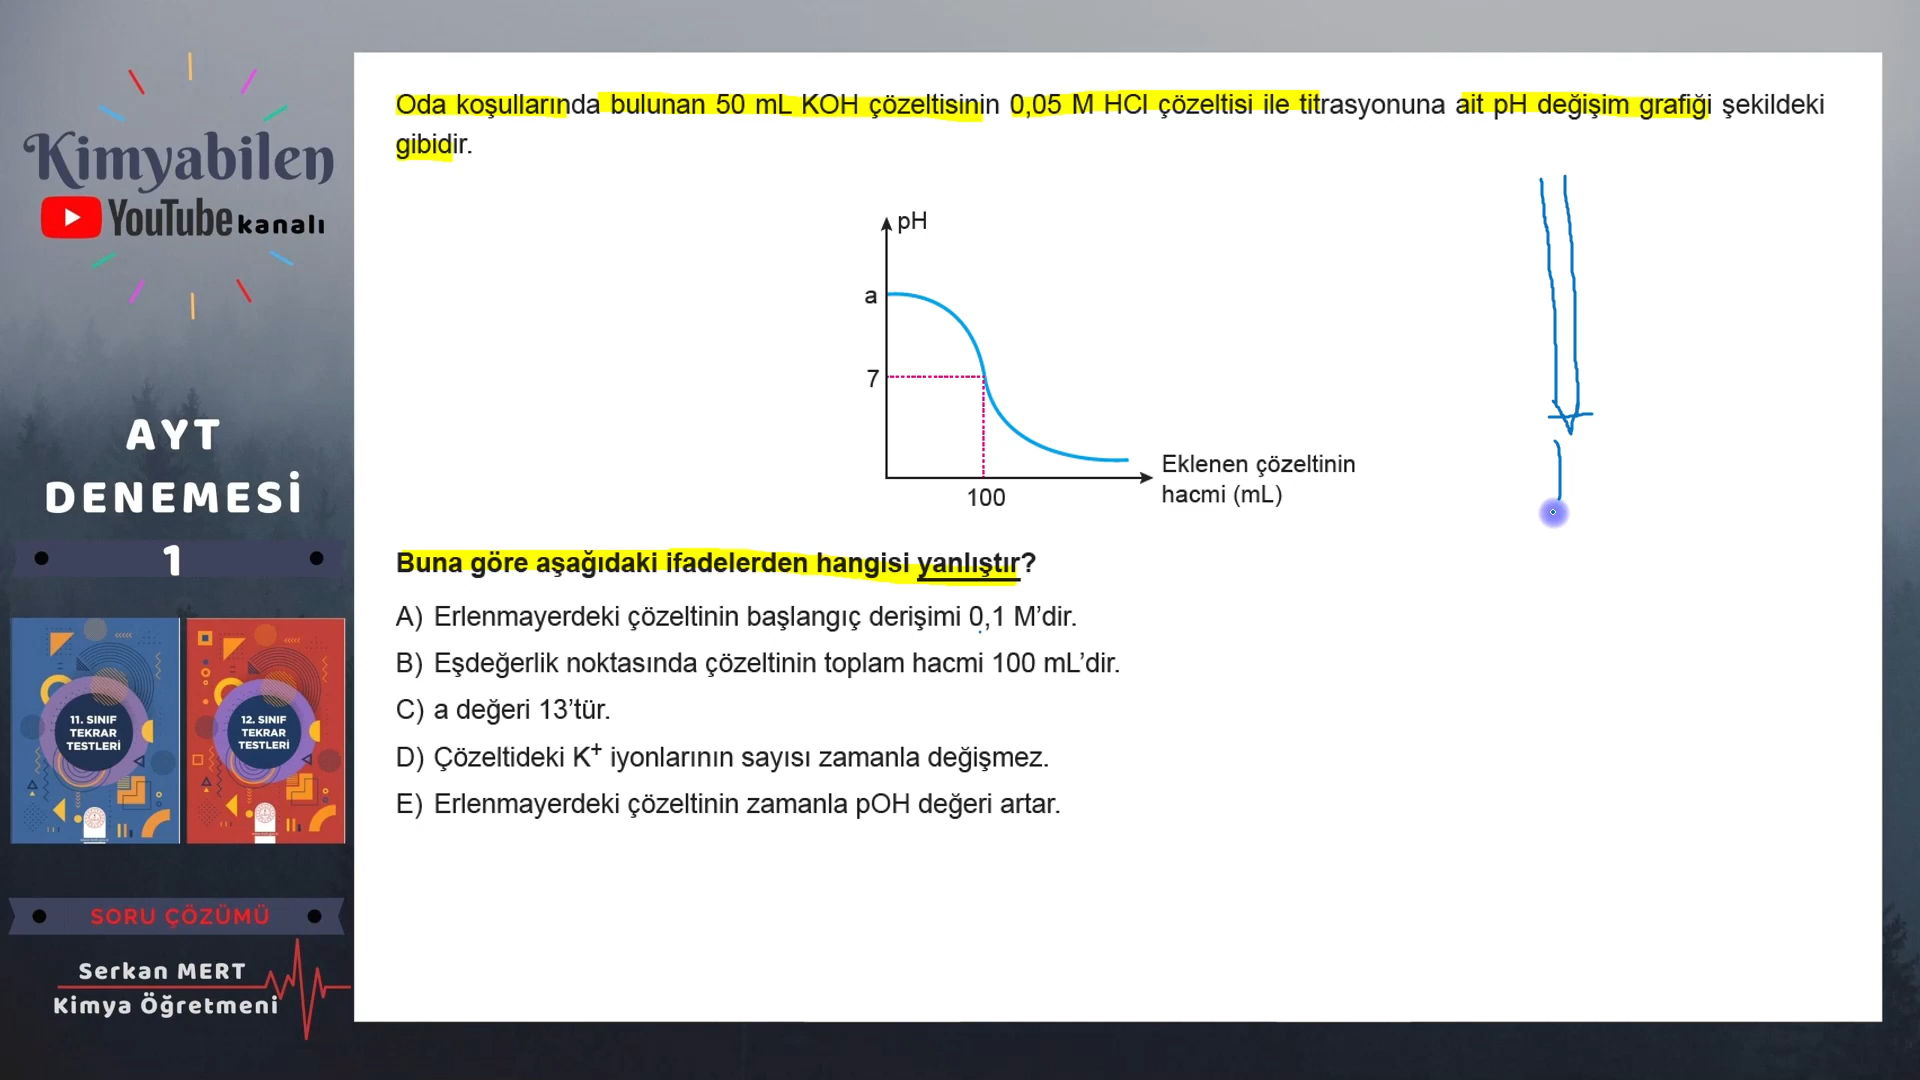 Kimyabilen
YouTube kanalı
AYT
DENEMESİ
1
11. SINIF
TEKRAR
TESTLERİ
12. SINIF
TEKRAR
TESTLERİ
SORU ÇÖZÜMÜ
Serkan MERT
Kimya Öğretmeni
Oda koşullarında bulunan 50 mL KOH çözeltisinin 0,05 M HCl çözeltisi ile titrasyonuna ait pH değişim grafiği şekildeki
gibidir.
pH
a
7
100
Eklenen çözeltinin
hacmi (mL)
Buna göre aşağıdaki ifadelerden hangisi yanlıştır?
A) Erlenmayerdeki çözeltinin başlangıç derişimi 0,1 M’dir.
B) Eşdeğerlik noktasında çözeltinin toplam hacmi 100 mL’dir.
C) a değeri 13’tür.
D) Çözeltideki K⁺ iyonlarının sayısı zamanla değişmez.
E) Erlenmayerdeki çözeltinin zamanla pOH değeri artar.